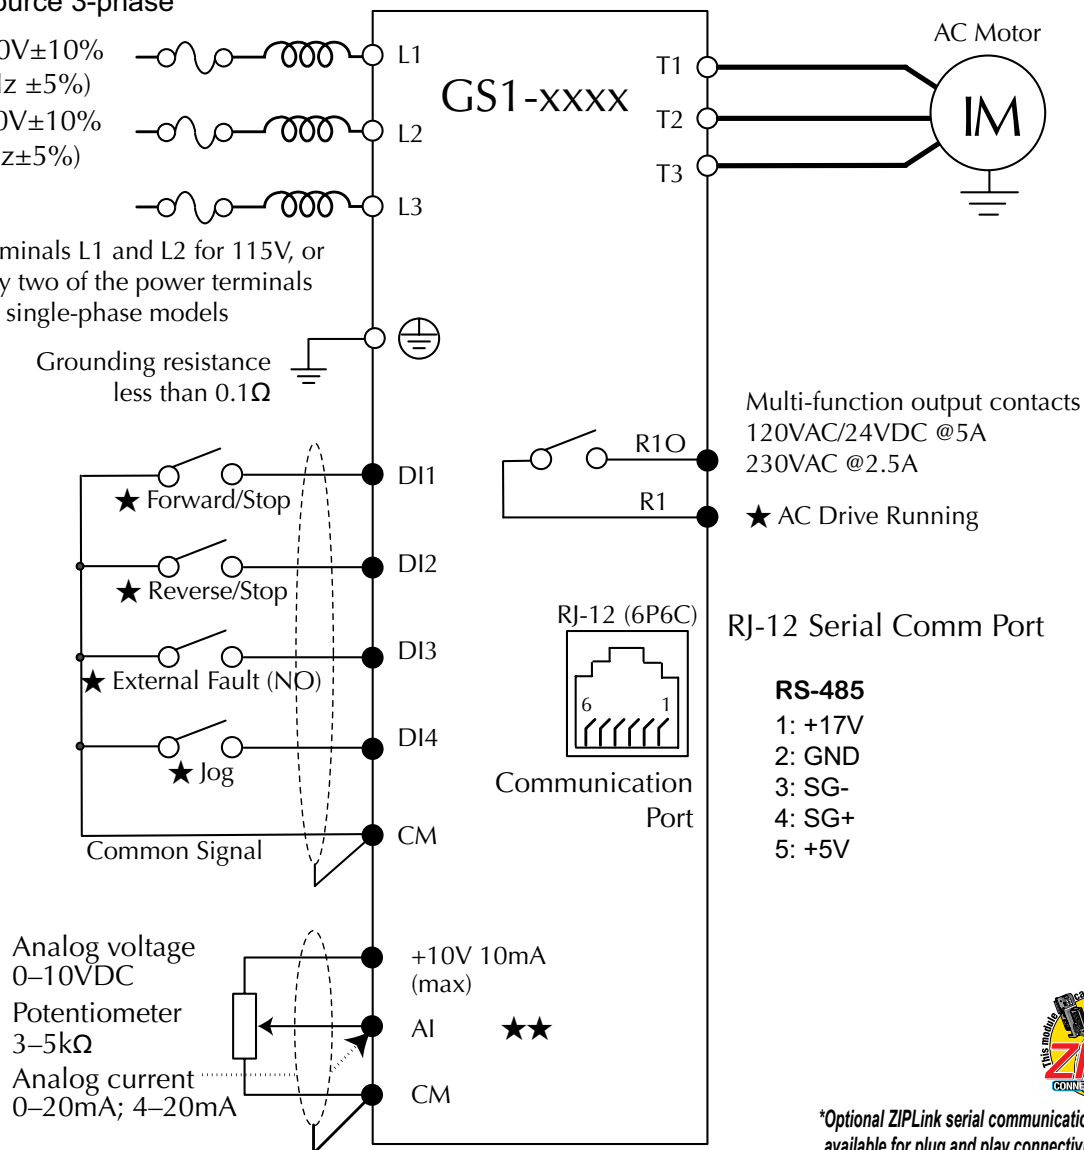 ource 3-phase
0V±10%
Iz ±5%)
0V±10%
z±5%)
L1
L2
L3
GS1-xxxx
T1
T2
T3
AC Motor
IM
minals L1 and L2 for 115V, or
y two of the power terminals
single-phase models
Grounding resistance
less than 0.1Ω
★ Forward/Stop
DI1
★ Reverse/Stop
DI2
★ External Fault (NO)
DI3
★ Jog
DI4
Common Signal
CM
R1O
R1
Multi-function output contacts
120VAC/24VDC @5A
230VAC @2.5A
★ AC Drive Running
RJ-12 (6P6C)
6 1
Communication
Port
RJ-12 Serial Comm Port
RS-485
1: +17V
2: GND
3: SG-
4: SG+
5: +5V
Analog voltage
0–10VDC
Potentiometer
3–5kΩ
Analog current
0–20mA; 4–20mA
+10V 10mA
(max)
AI ★★
CM
This module
ZI
CONNE
*Optional ZIPLink serial communicatio
available for plug and play connectiv